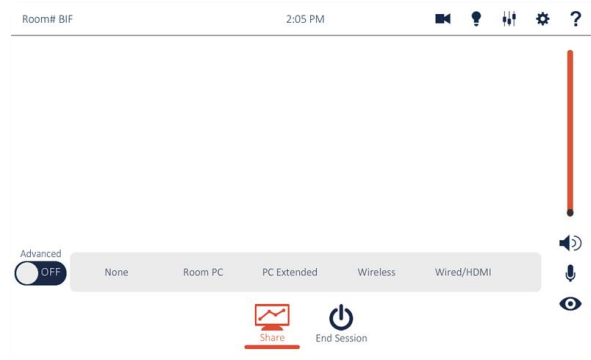 Room# BIF 2:05 PM ?
Advanced
OFF None Room PC PC Extended Wireless Wired/HDMI
Share End Session